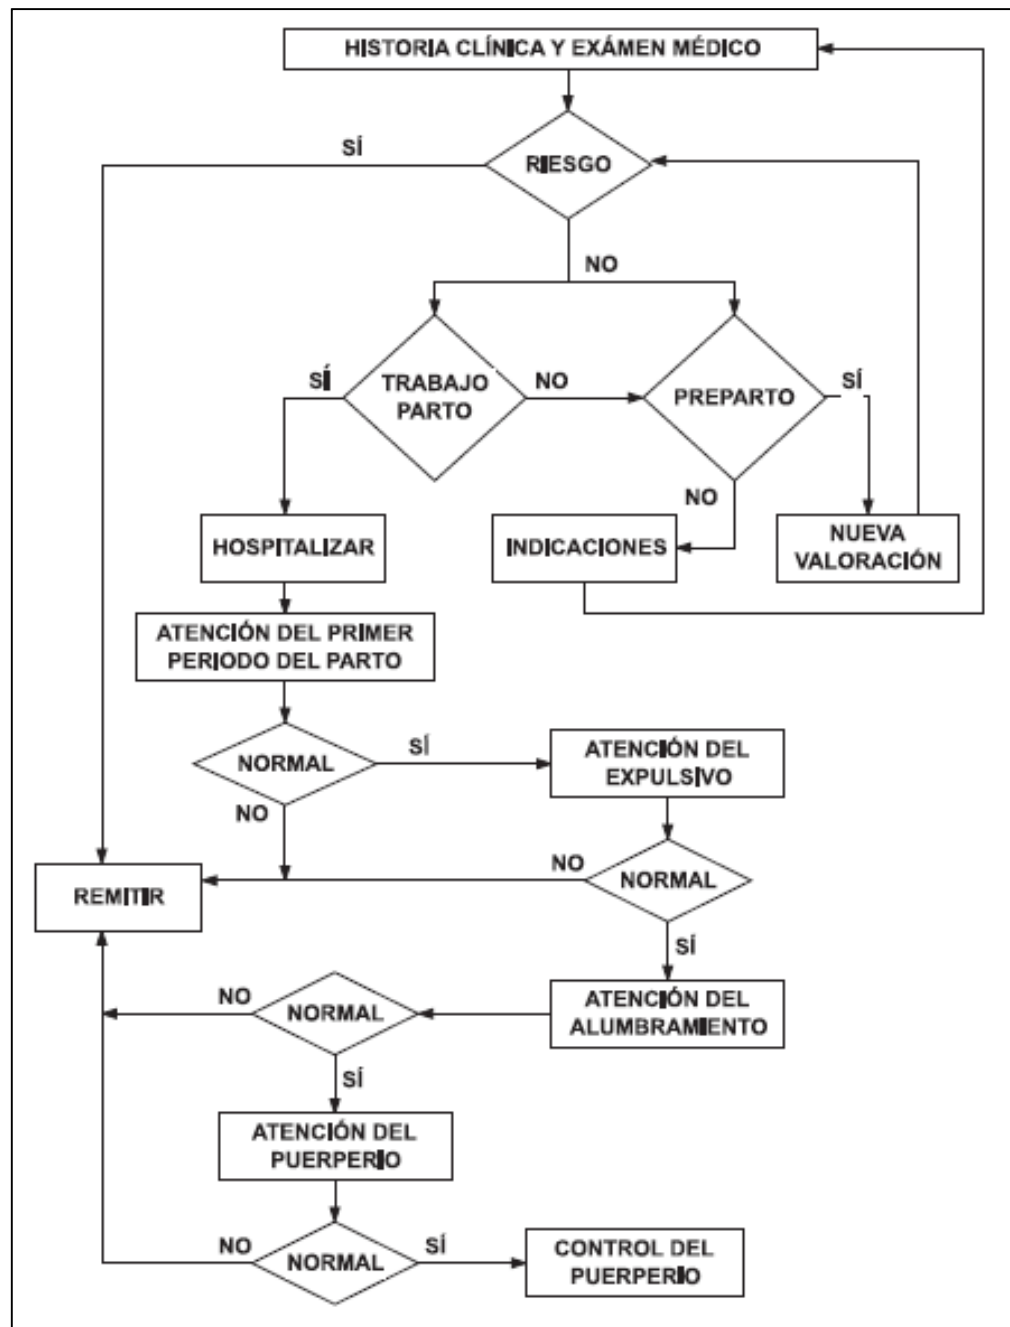 HISTORIA CLÍNICA Y EXÁMEN MÉDICO
SÍ
RIESGO
NO
SÍ
TRABAJO
PARTO
NO
PREPARTO
SÍ
NO
HOSPITALIZAR
INDICACIONES
NUEVA
VALORACIÓN
ATENCIÓN DEL PRIMER
PERIODO DEL PARTO
NORMAL
SÍ
ATENCIÓN DEL
EXPULSIVO
NO
NO
NORMAL
REMITIR
SÍ
NO
NORMAL
ATENCIÓN DEL
ALUMBRAMIENTO
SÍ
ATENCIÓN DEL
PUERPERIO
NO
NORMAL
SÍ
CONTROL DEL
PUERPERIO